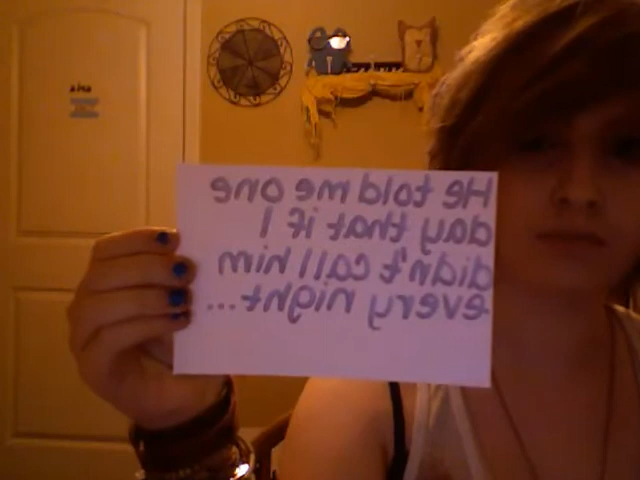 He told me one
day that if I
didn't call him
every night...